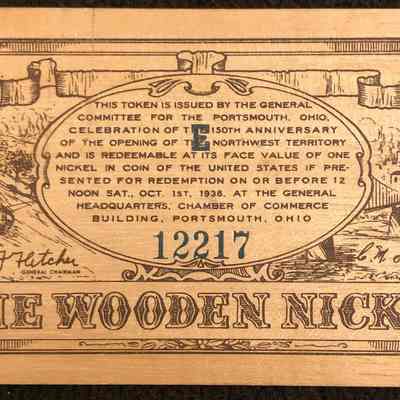 THIS TOKEN IS ISSUED BY THE GENERAL
COMMITTEE FOR THE PORTSMOUTH, OHIO,
CELEBRATION OF T E 150TH ANNIVERSARY
OF THE OPENING OF NORTHWEST TERRITORY
AND IS REDEEMABLE AT ITS FACE VALUE OF ONE
NICKEL IN COIN OF THE UNITED STATES IF PRE-
SENTED FOR REDEMPTION ON OR BEFORE 12
NOON SAT., OCT. 1ST, 1938, AT THE GENERAL
HEADQUARTERS, CHAMBER OF COMMERCE
BUILDING, PORTSMOUTH, OHIO
12217
Fletcher
GENERAL CHAIRMAN
NE WOODEN NICK